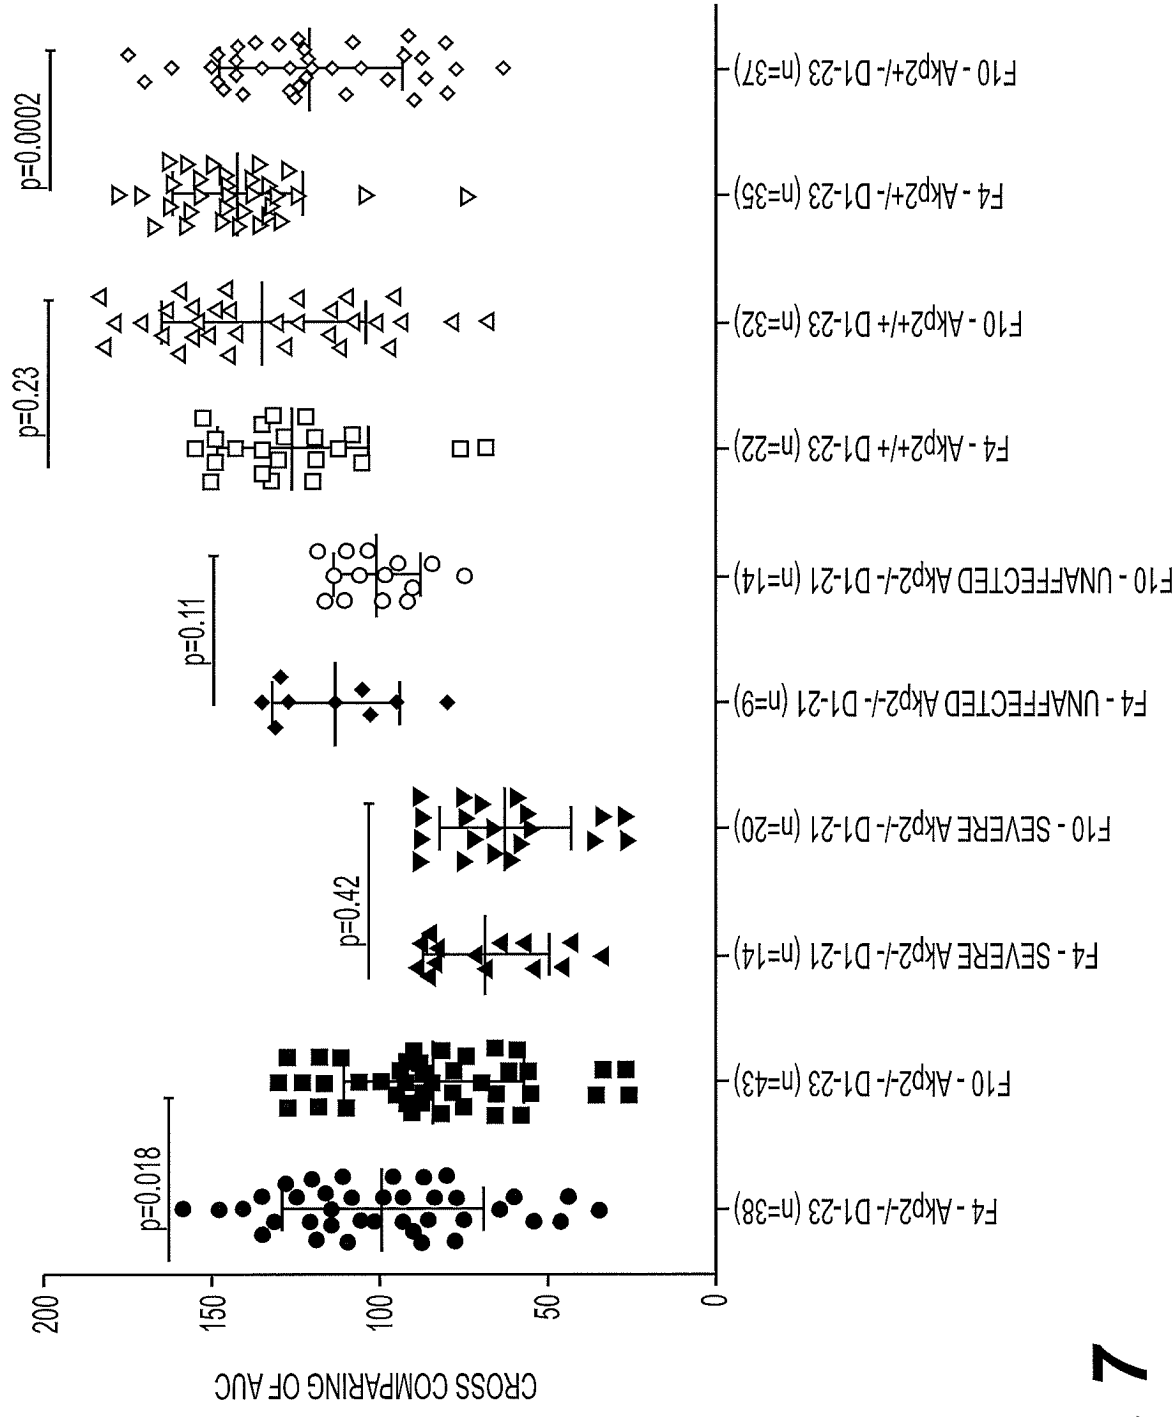 CROSS COMPARING OF AUC
200
150
100
50
0
p=0.018
p=0.42
p=0.11
p=0.23
p=0.0002
F4 - Akp2-/- D1-23 (n=38)
F10 - Akp2-/- D1-23 (n=43)
F4 - SEVERE Akp2-/- D1-21 (n=14)
F10 - SEVERE Akp2-/- D1-21 (n=20)
F4 - UNAFFECTED Akp2-/- D1-21 (n=9)
F10 - UNAFFECTED Akp2-/- D1-21 (n=14)
F4 - Akp2+/+ D1-23 (n=22)
F10 - Akp2+/+ D1-23 (n=32)
F4 - Akp2+/- D1-23 (n=35)
F10 - Akp2+/- D1-23 (n=37)
7